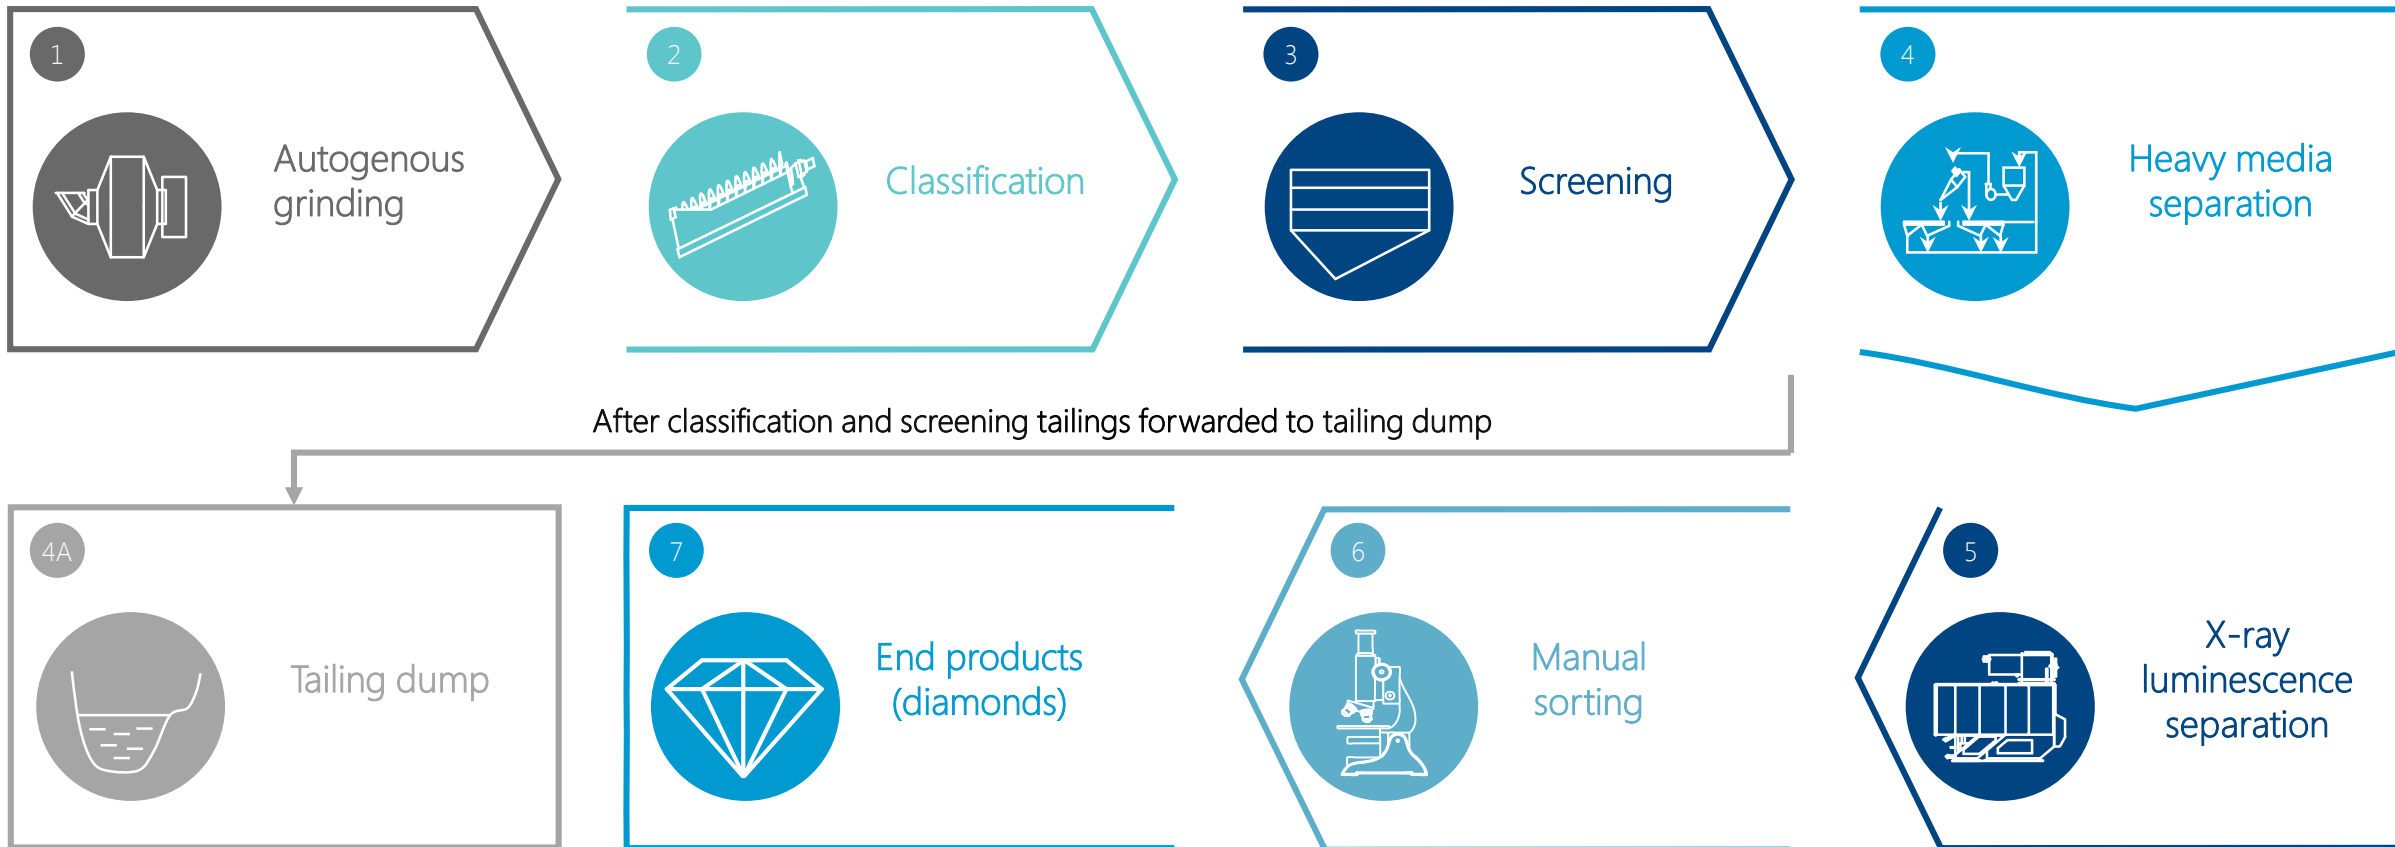 1
Autogenous
grinding
2
Classification
3
Screening
4
Heavy media
separation
After classification and screening tailings forwarded to tailing dump
4A
Tailing dump
7
End products
(diamonds)
6
Manual
sorting
5
X-ray
luminescence
separation